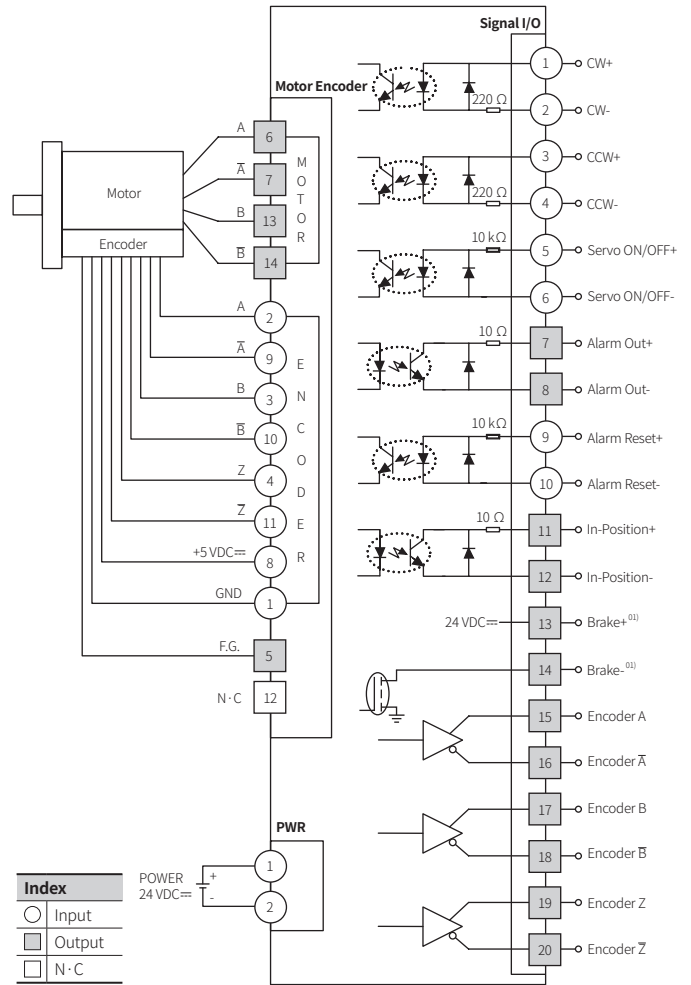 Signal I/O
Motor Encoder
Motor
Encoder
A 6
A̅ 7
B 13
B̅ 14
MOTOR
A 2
A̅ 9
B 3
B̅ 10
Z 4
Z̅ 11
+5 VDC⎓ 8
GND 1
ENCODER
F.G. 5
N·C 12
PWR
POWER
24 VDC⎓
+ 1
- 2
1 CW+
220 Ω 2 CW-
3 CCW+
220 Ω 4 CCW-
10 kΩ 5 Servo ON/OFF+
6 Servo ON/OFF-
10 Ω 7 Alarm Out+
8 Alarm Out-
10 kΩ 9 Alarm Reset+
10 Alarm Reset-
10 Ω 11 In-Position+
12 In-Position-
24 VDC⎓ 13 Brake+ 01)
14 Brake- 01)
15 Encoder A
16 Encoder A̅
17 Encoder B
18 Encoder B̅
19 Encoder Z
20 Encoder Z̅
Index
Input
Output
N·C